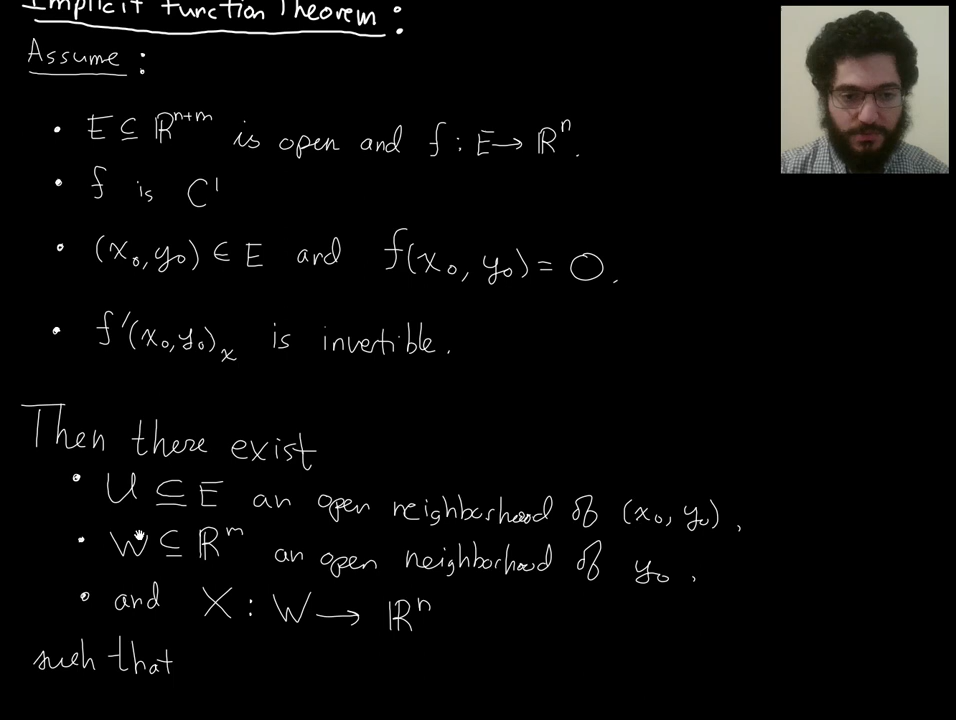 Implicit Function Theorem:
Assume:
• E ⊆ ℝⁿ⁺ᵐ is open and f : E → ℝⁿ.
• f is C¹
• (x₀, y₀) ∈ E and f(x₀, y₀) = 0.
• f′(x₀, y₀)ₓ is invertible.
Then there exist
• U ⊆ E an open neighborhood of (x₀, y₀),
• W ⊆ ℝᵐ an open neighborhood of y₀,
• and X : W → ℝⁿ
such that